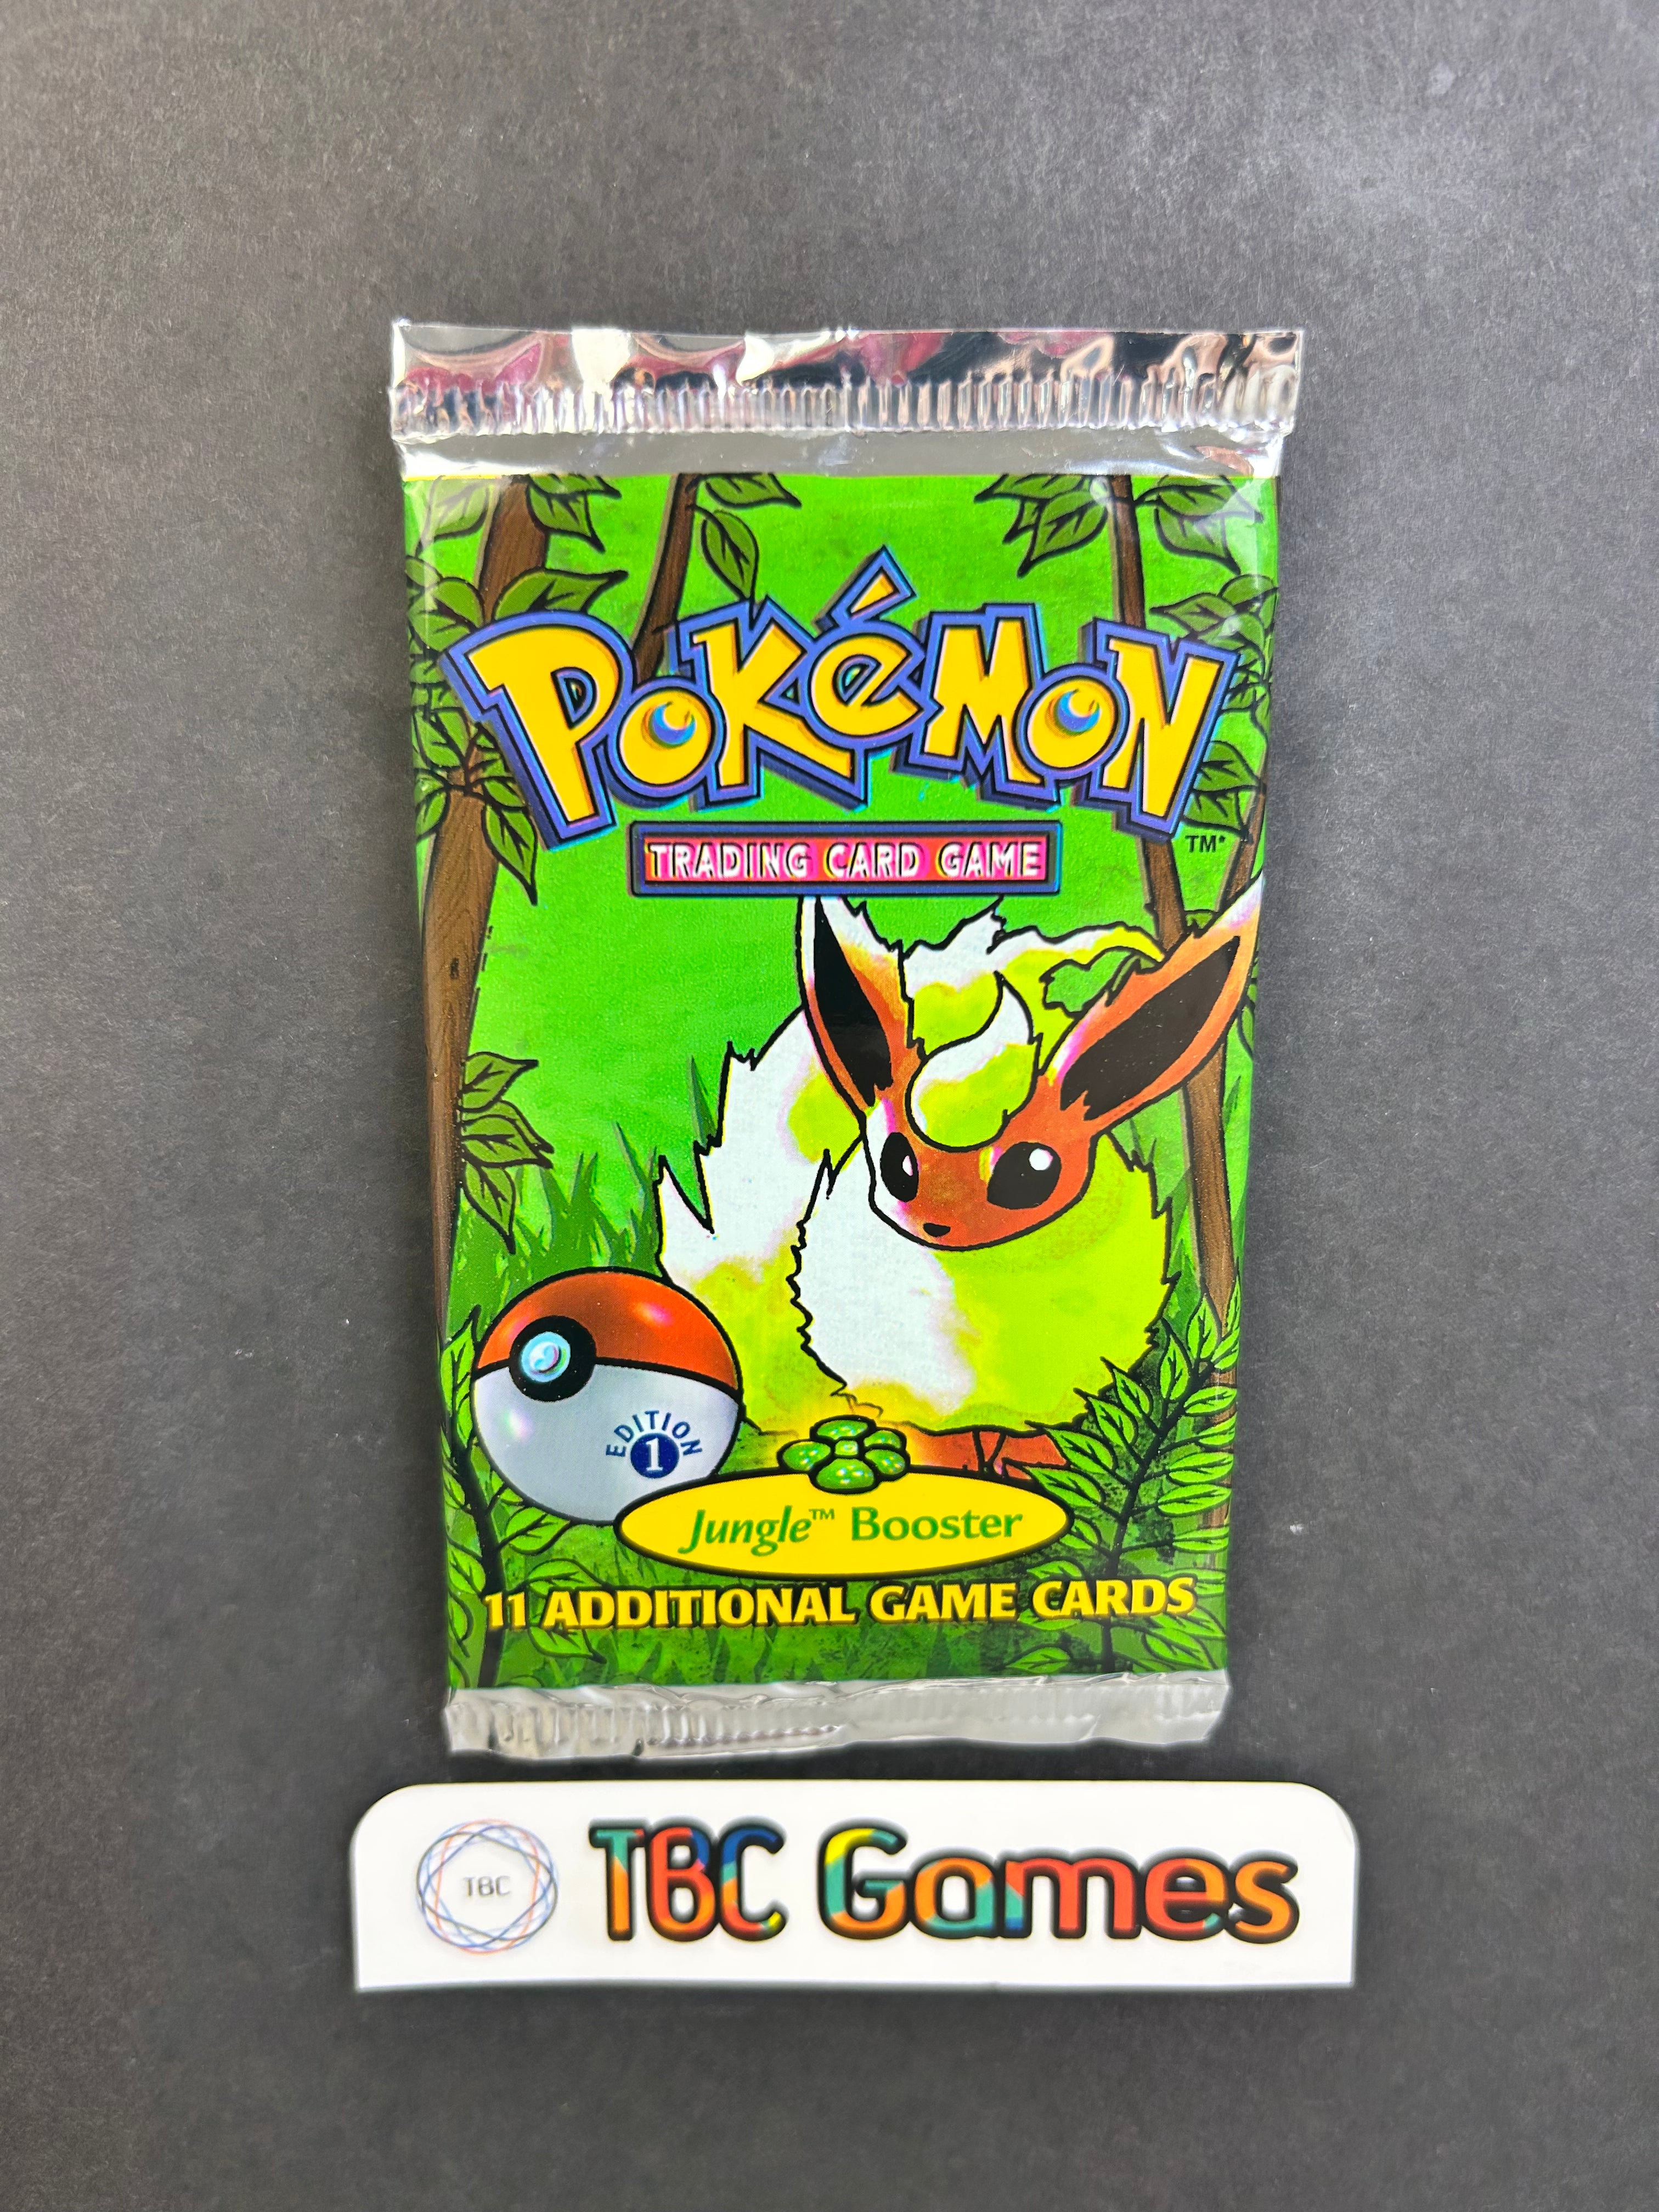 POKéMON
TM*
TRADING CARD GAME
EDITION
1
Jungle™ Booster
11 ADDITIONAL GAME CARDS
TBC
TBC Games